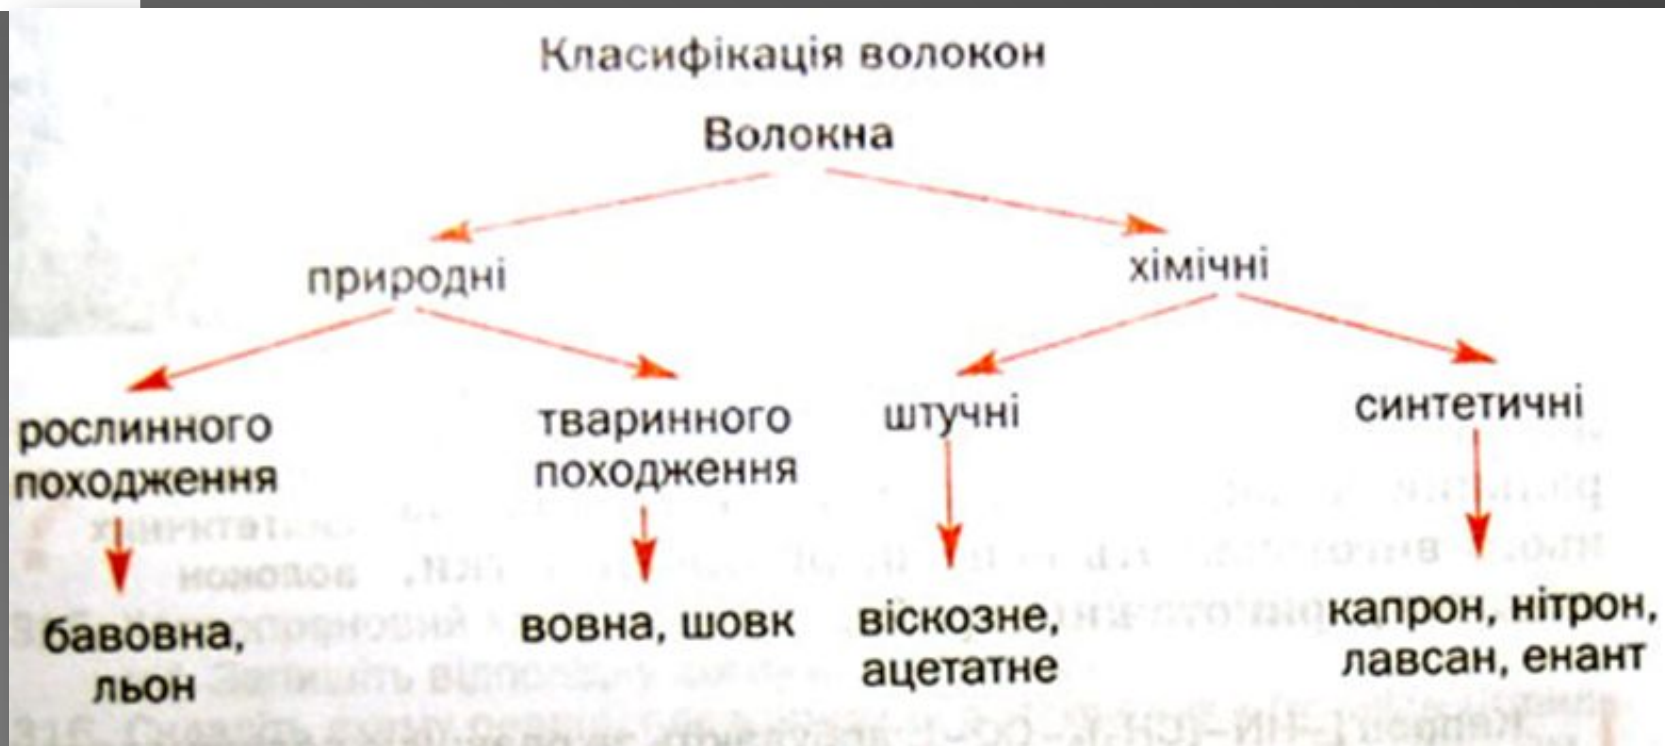 Класифікація волокон
Волокна
природні
хімічні
рослинного
походження
тваринного
походження
штучні
синтетичні
бавовна,
льон
вовна, шовк
віскозне,
ацетатне
капрон, нітрон,
лавсан, енант